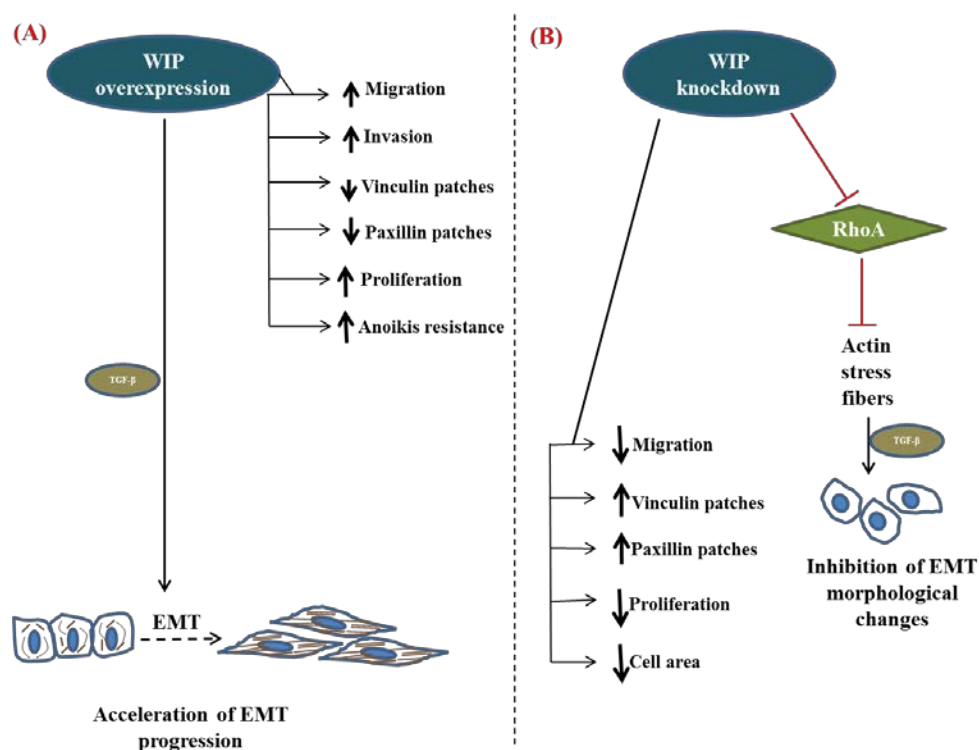 (A)
WIP
overexpression
Migration
Invasion
Vinculin patches
Paxillin patches
Proliferation
Anoikis resistance
TGF-β
EMT
Acceleration of EMT
progression
(B)
WIP
knockdown
RhoA
Actin
stress
fibers
TGF-β
Migration
Vinculin patches
Paxillin patches
Proliferation
Cell area
Inhibition of EMT
morphological
changes